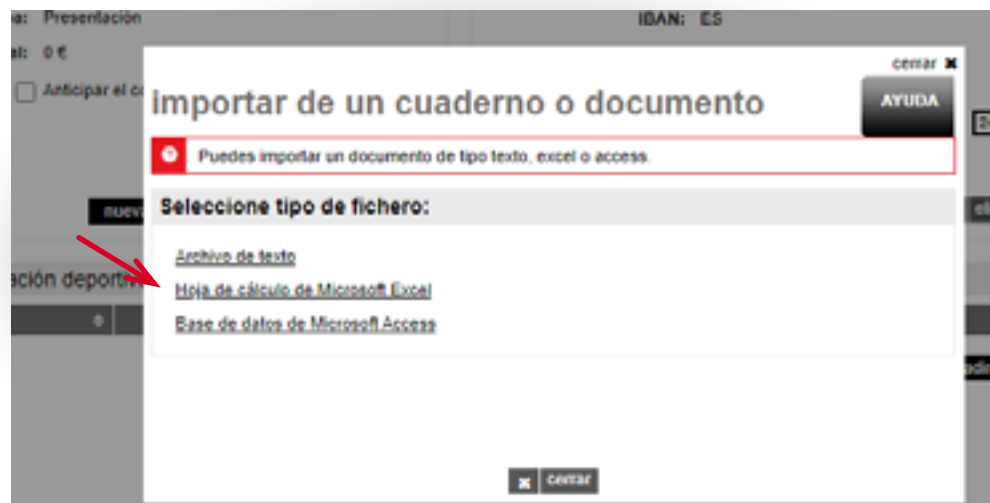 Presentación
IBAN: ES
0 €
Anticipar el
cerrar
importar de un cuaderno o documento
AYUDA
Puedes importar un documento de tipo texto, excel o access.
Seleccione tipo de fichero:
Archivo de texto
Hoja de cálculo de Microsoft Excel
Base de datos de Microsoft Access
cerrar